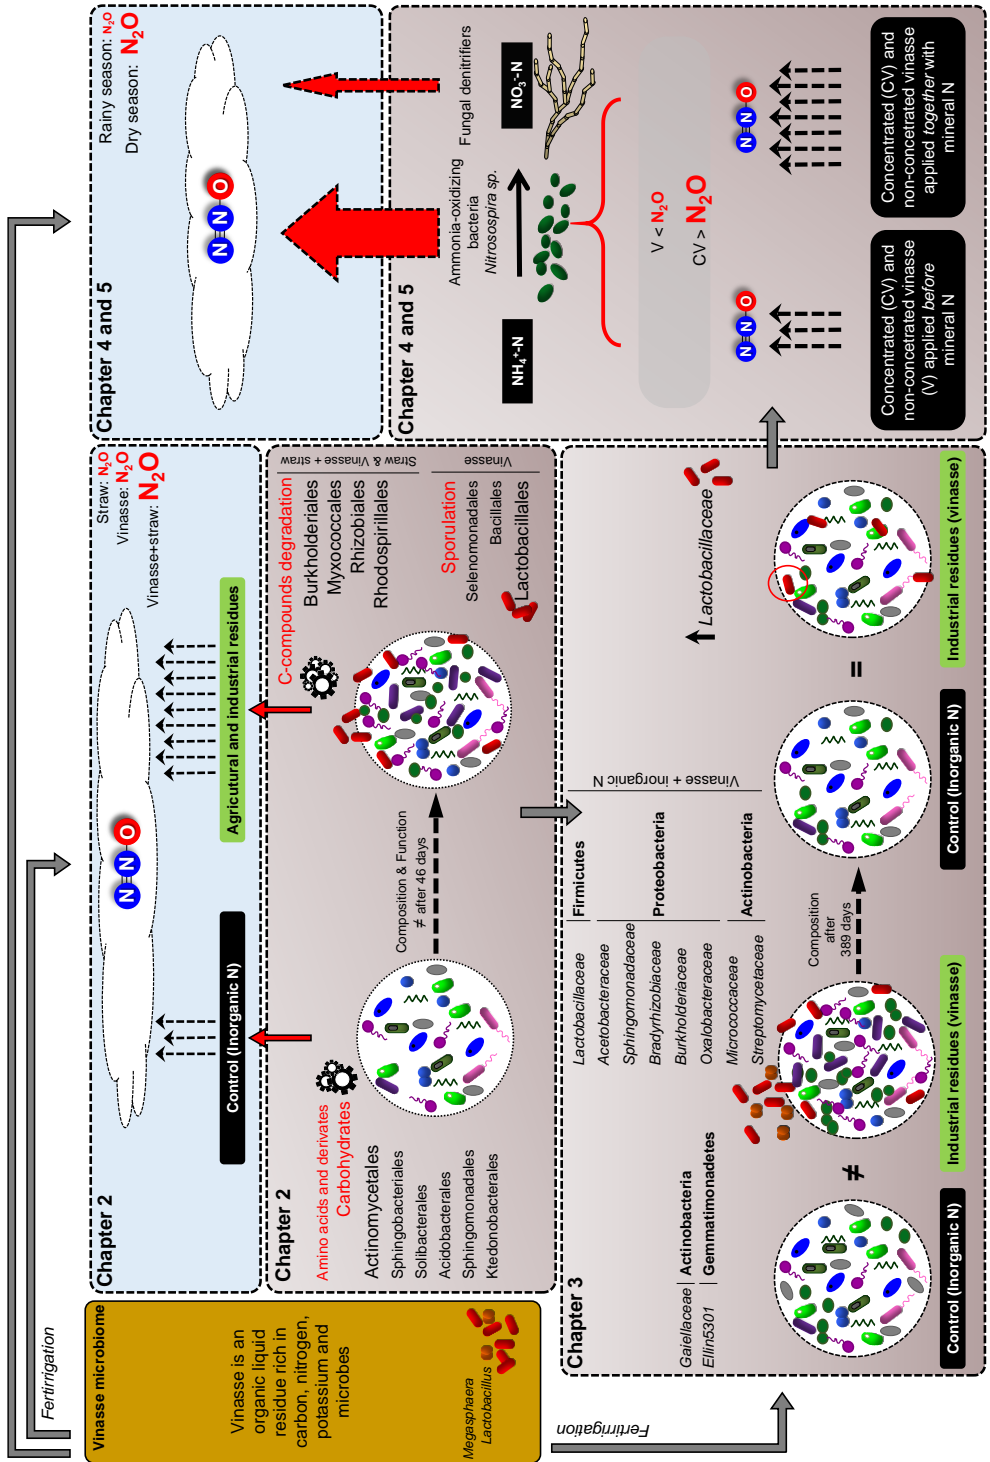 Vinasse microbiome
Vinasse is an
organic liquid
residue rich in
carbon, nitrogen,
potassium and
microbes
Megasphaera
Lactobacillus
Fertirrigation
Fertirrigation
Chapter 2
Straw: N2O
Vinasse: N2O
Vinasse+straw: N2O
N N O
Control (Inorganic N)
Agricutural and industrial residues
Chapter 2
Amino acids and derivates
Carbohydrates
Actinomycetales
Sphingobacteriales
Solibacterales
Acidobacterales
Sphingomonadales
Ktedonobacterales
Composition & Function
≠ after 46 days
C-compounds degradation
Burkholderiales
Myxococcales
Rhizobiales
Rhodospirillales
Straw & Vinasse + straw
Sporulation
Selenomonadales
Bacillales
Lactobacillales
Vinasse
Chapter 3
Gaiellaceae
Actinobacteria
Ellin5301
Gemmatimonadetes
Lactobacillaceae
Firmicutes
Acetobacteraceae
Sphingomonadaceae
Bradyrhizobiaceae
Proteobacteria
Burkholderiaceae
Oxalobacteraceae
Micrococcaceae
Actinobacteria
Streptomycetaceae
Vinasse + inorganic N
Lactobacillaceae
≠
Composition
after
389 days
=
Control (Inorganic N)
Industrial residues (vinasse)
Control (Inorganic N)
Industrial residues (vinasse)
Chapter 4 and 5
Rainy season: N2O
Dry season: N2O
N N O
Chapter 4 and 5
NH4+-N
Ammonia-oxidizing
bacteria
Nitrosospira sp.
NO3--N
Fungal denitrifiers
V < N2O
CV > N2O
N N O
N N O
Concentrated (CV) and
non-concetrated vinasse
(V) applied before
mineral N
Concentrated (CV) and
non-concetrated vinasse
applied together with
mineral N